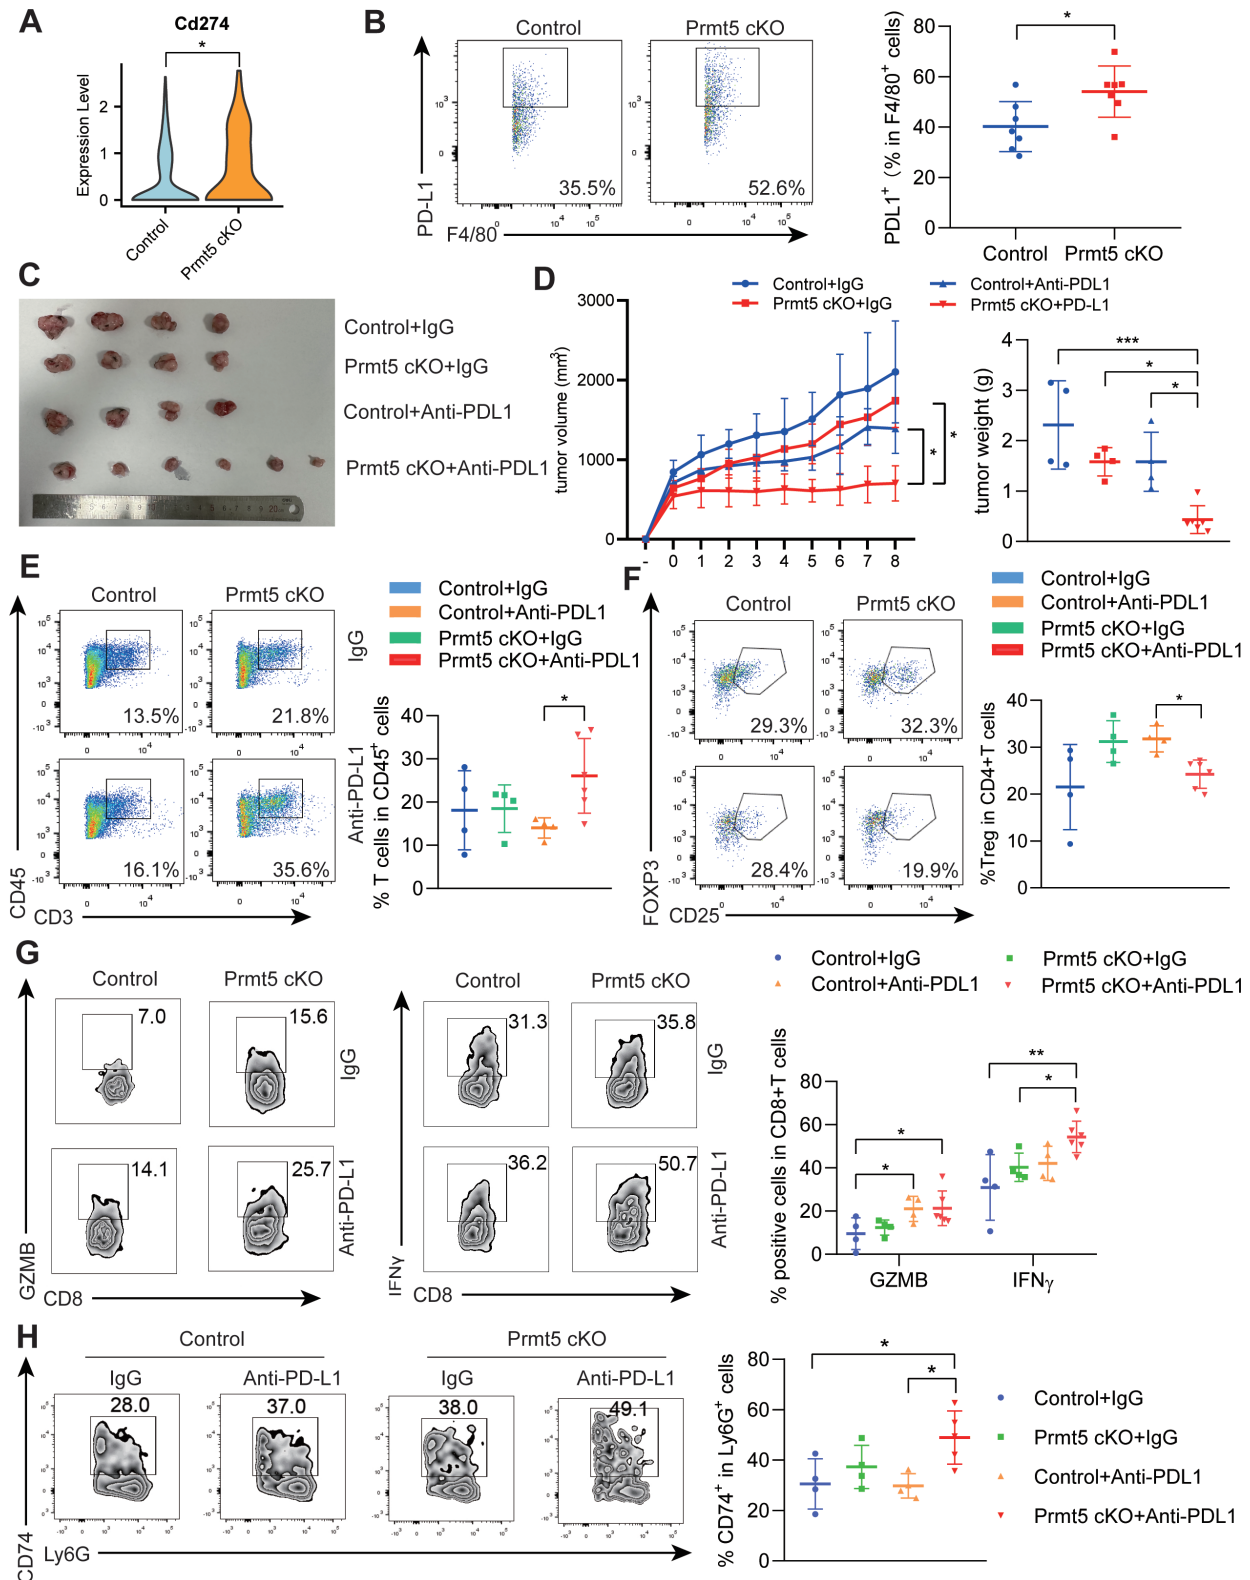 A
Cd274
*
Expression Level
2
1
0
Control
Prmt5 cKO
B
Control
Prmt5 cKO
PD-L1
10³
0
35.5%
0
10⁴
10⁵
10³
0
52.6%
0
10⁴
10⁵
F4/80
PDL1⁺ (% in F4/80⁺ cells)
80
60
40
20
0
*
Control
Prmt5 cKO
C
Control+IgG
Prmt5 cKO+IgG
Control+Anti-PDL1
Prmt5 cKO+Anti-PDL1
D
Control+IgG
Prmt5 cKO+IgG
Control+Anti-PDL1
Prmt5 cKO+PD-L1
tumor volume (mm³)
3000
2000
1000
0
- 0 1 2 3 4 5 6 7 8
*
*
tumor weight (g)
4
3
2
1
0
***
*
*
E
Control
Prmt5 cKO
IgG
Anti-PD-L1
13.5%
21.8%
16.1%
35.6%
CD45
CD3
Control+IgG
Control+Anti-PDL1
Prmt5 cKO+IgG
Prmt5 cKO+Anti-PDL1
% T cells in CD45⁺ cells
40
30
20
10
0
*
F
Control
Prmt5 cKO
29.3%
32.3%
28.4%
19.9%
FOXP3
CD25
Control+IgG
Control+Anti-PDL1
Prmt5 cKO+IgG
Prmt5 cKO+Anti-PDL1
%Treg in CD4+T cells
40
30
20
10
0
*
G
Control
Prmt5 cKO
7.0
15.6
IgG
14.1
25.7
Anti-PD-L1
GZMB
CD8
Control
Prmt5 cKO
31.3
35.8
IgG
36.2
50.7
Anti-PD-L1
IFNγ
CD8
Control+IgG
Control+Anti-PDL1
Prmt5 cKO+IgG
Prmt5 cKO+Anti-PDL1
% positive cells in CD8+T cells
80
60
40
20
0
*
*
**
*
GZMB
IFNγ
H
Control
Prmt5 cKO
IgG
Anti-PD-L1
IgG
Anti-PD-L1
28.0
37.0
38.0
49.1
CD74
Ly6G
% CD74⁺ in Ly6G⁺ cells
80
60
40
20
0
*
*
Control+IgG
Prmt5 cKO+IgG
Control+Anti-PDL1
Prmt5 cKO+Anti-PDL1